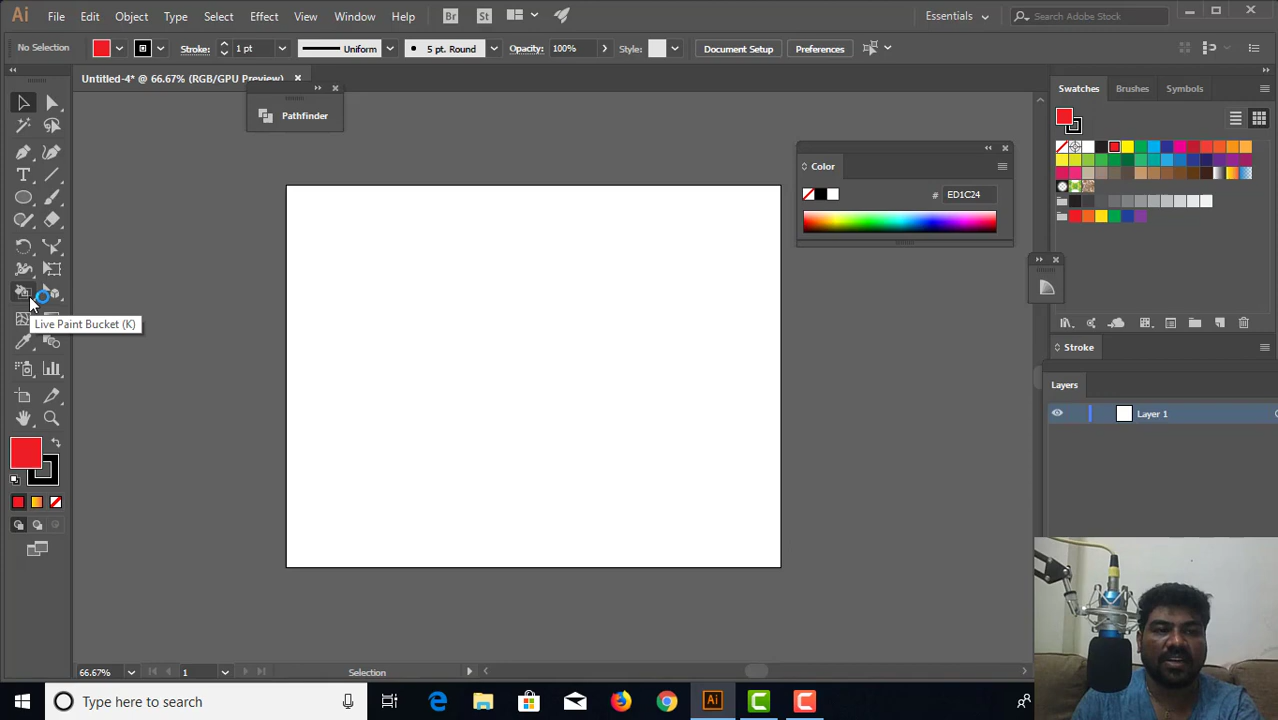 Ai File Edit Object Type Select Effect View Window Help Br St Essentials Search Adobe Stock
No Selection Stroke: 1 pt Uniform 5 pt. Round Opacity: 100% Style: Document Setup Preferences
Untitled-4* @ 66.67% (RGB/GPU Preview)
Swatches Brushes Symbols
Pathfinder
Color
# ED1C24
Live Paint Bucket (K)
Stroke
Layers
Layer 1
66.67% 1 Selection
Type here to search
Ai